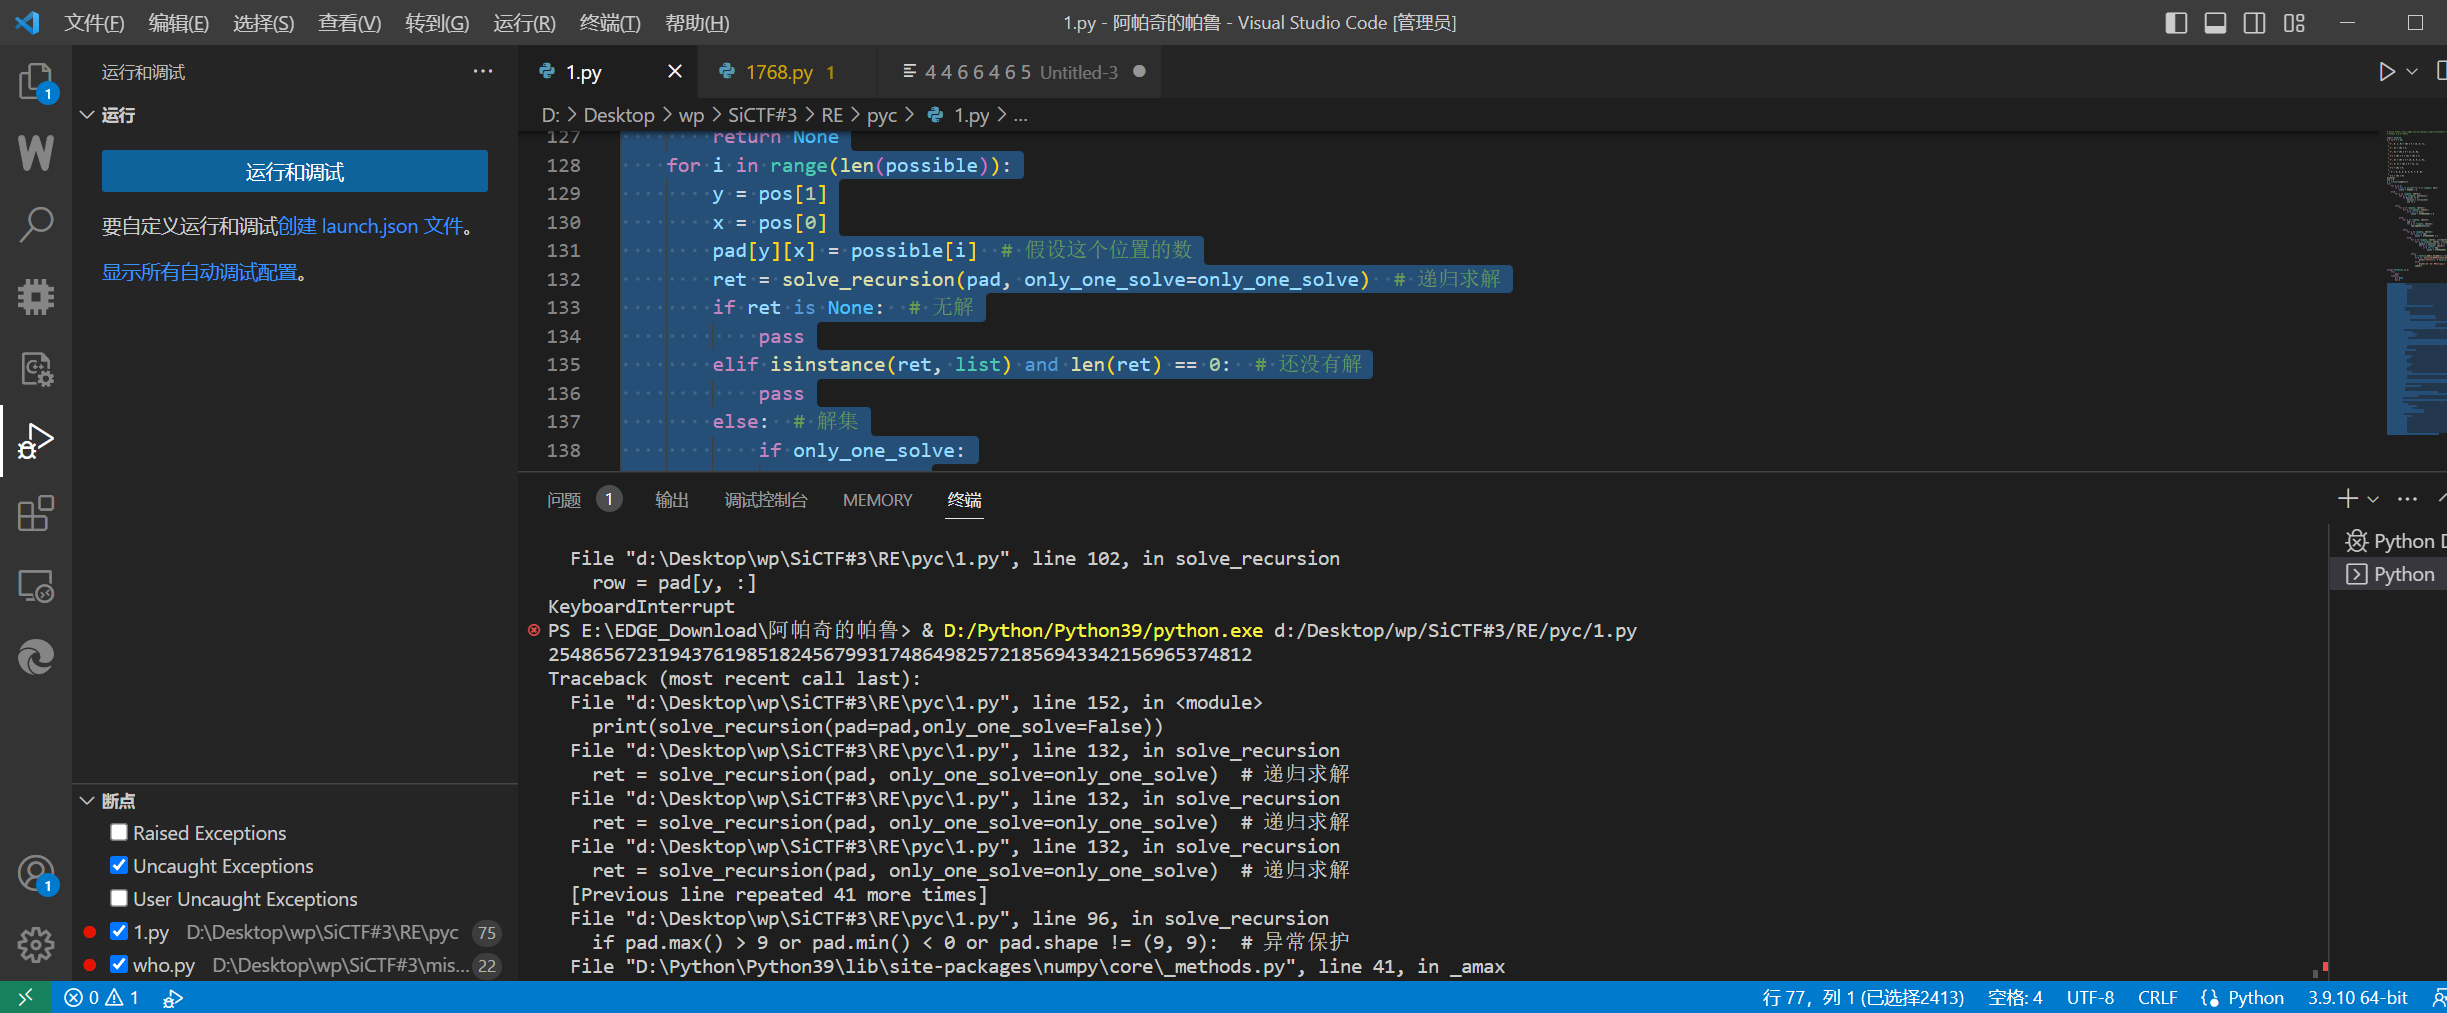 文件(F) 编辑(E) 选择(S) 查看(V) 转到(G) 运行(R) 终端(T) 帮助(H) 1.py - 阿帕奇的帕鲁 - Visual Studio Code [管理员]
运行和调试 ···
运行
运行和调试
要自定义运行和调试创建 launch.json 文件。
显示所有自动调试配置。
断点
Raised Exceptions
Uncaught Exceptions
User Uncaught Exceptions
1.py D:\Desktop\wp\SiCTF#3\RE\pyc 75
who.py D:\Desktop\wp\SiCTF#3\mis... 22
1
1
1.py 1768.py 1 4 4 6 6 4 6 5 Untitled-3
D: > Desktop > wp > SiCTF#3 > RE > pyc > 1.py > ...
127 return None
128 for i in range(len(possible)):
129 y = pos[1]
130 x = pos[0]
131 pad[y][x] = possible[i] # 假设这个位置的数
132 ret = solve_recursion(pad, only_one_solve=only_one_solve) # 递归求解
133 if ret is None: # 无解
134 pass
135 elif isinstance(ret, list) and len(ret) == 0: # 还没有解
136 pass
137 else: # 解集
138 if only_one_solve:
问题 1 输出 调试控制台 MEMORY 终端
File "d:\Desktop\wp\SiCTF#3\RE\pyc\1.py", line 102, in solve_recursion
row = pad[y, :]
KeyboardInterrupt
PS E:\EDGE_Download\阿帕奇的帕鲁> & D:/Python/Python39/python.exe d:/Desktop/wp/SiCTF#3/RE/pyc/1.py
2548656723194376198518245679931748649825721856943342156965374812
Traceback (most recent call last):
File "d:\Desktop\wp\SiCTF#3\RE\pyc\1.py", line 152, in <module>
print(solve_recursion(pad=pad,only_one_solve=False))
File "d:\Desktop\wp\SiCTF#3\RE\pyc\1.py", line 132, in solve_recursion
ret = solve_recursion(pad, only_one_solve=only_one_solve) # 递归求解
File "d:\Desktop\wp\SiCTF#3\RE\pyc\1.py", line 132, in solve_recursion
ret = solve_recursion(pad, only_one_solve=only_one_solve) # 递归求解
File "d:\Desktop\wp\SiCTF#3\RE\pyc\1.py", line 132, in solve_recursion
ret = solve_recursion(pad, only_one_solve=only_one_solve) # 递归求解
[Previous line repeated 41 more times]
File "d:\Desktop\wp\SiCTF#3\RE\pyc\1.py", line 96, in solve_recursion
if pad.max() > 9 or pad.min() < 0 or pad.shape != (9, 9): # 异常保护
File "D:\Python\Python39\lib\site-packages\numpy\core\_methods.py", line 41, in _amax
Python D
Python
0 1 行 77，列 1 (已选择2413) 空格: 4 UTF-8 CRLF Python 3.9.10 64-bit